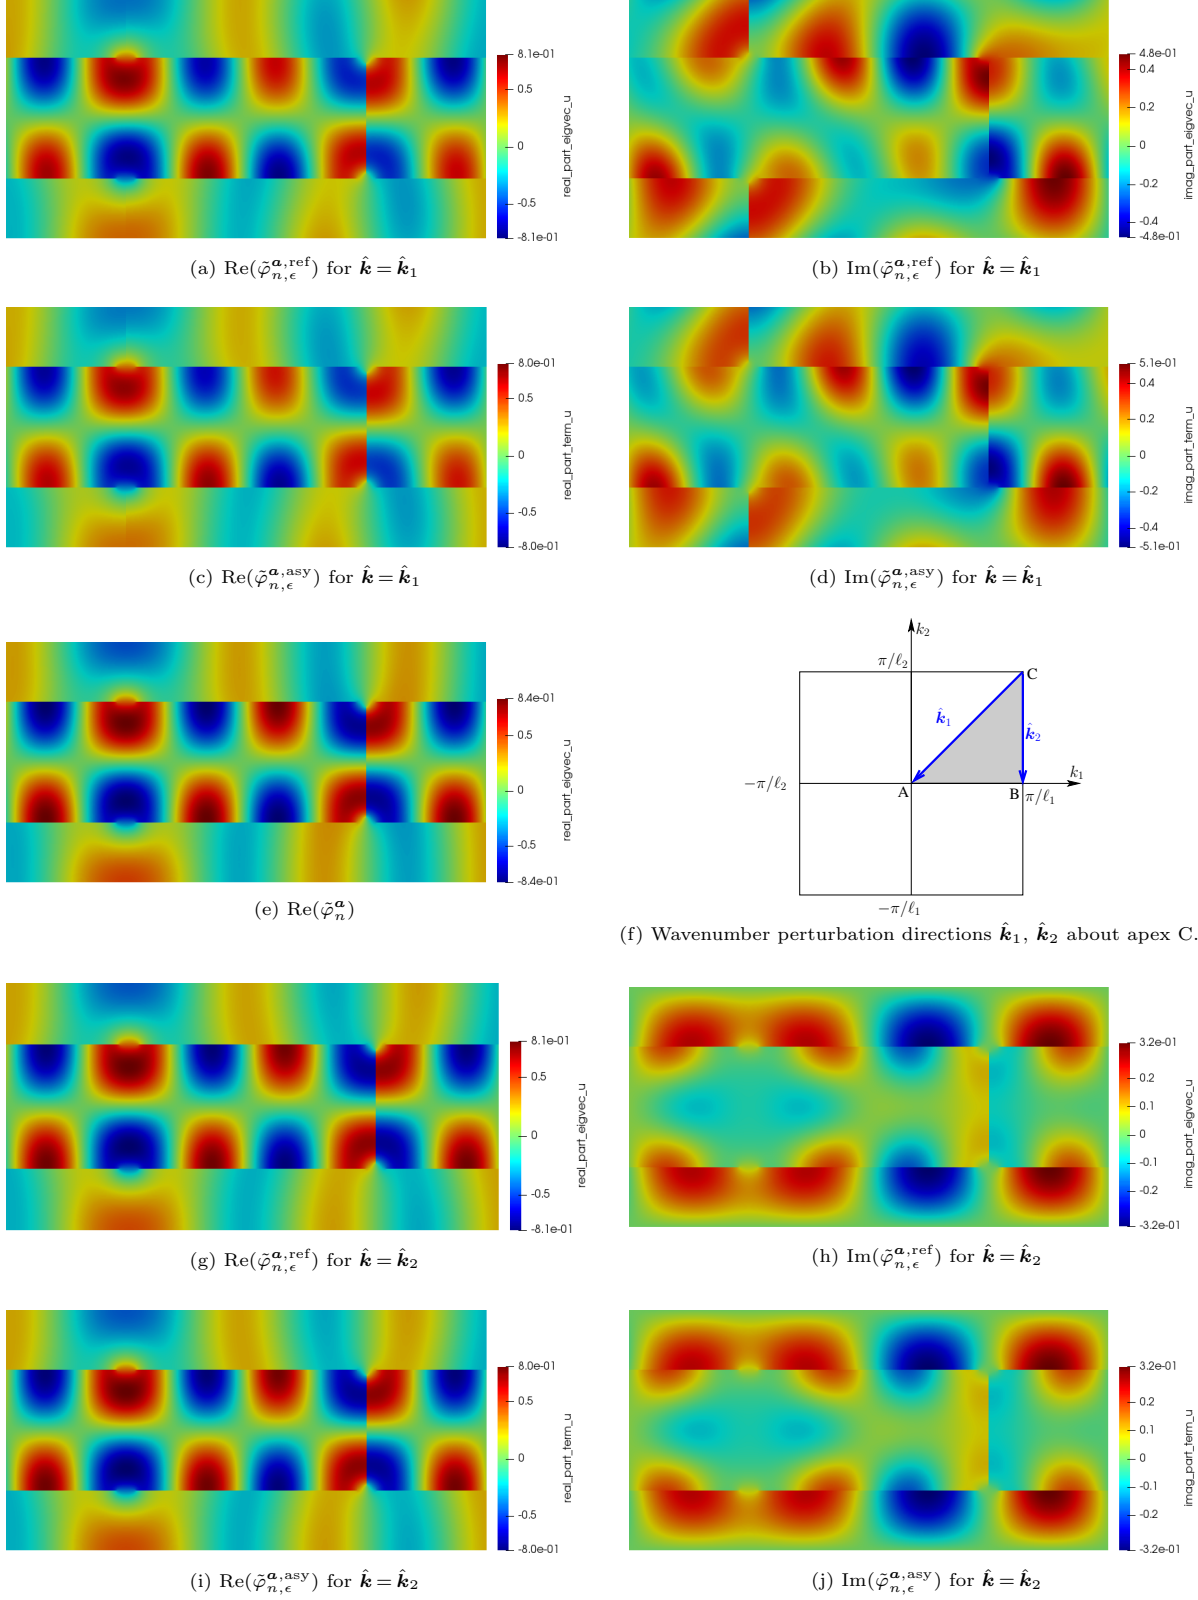 8.1e-01
0.5
0
-0.5
-8.1e-01
real_part_eigvec_u
4.8e-01
0.4
0.2
0
-0.2
-0.4
-4.8e-01
imag_part_eigvec_u
(a) Re(φ̃ₙ,ϵ^{𝒂,ref}) for 𝒌̂ = 𝒌̂₁
(b) Im(φ̃ₙ,ϵ^{𝒂,ref}) for 𝒌̂ = 𝒌̂₁
8.0e-01
0.5
0
-0.5
-8.0e-01
real_part_term_u
5.1e-01
0.4
0.2
0
-0.2
-0.4
-5.1e-01
imag_part_term_u
(c) Re(φ̃ₙ,ϵ^{𝒂,asy}) for 𝒌̂ = 𝒌̂₁
(d) Im(φ̃ₙ,ϵ^{𝒂,asy}) for 𝒌̂ = 𝒌̂₁
8.4e-01
0.5
0
-0.5
-8.4e-01
real_part_eigvec_u
(e) Re(φ̃ₙ^{𝒂})
k₂
π/ℓ₂
C
𝒌̂₁
𝒌̂₂
k₁
−π/ℓ₂
A
B
π/ℓ₁
−π/ℓ₁
(f) Wavenumber perturbation directions 𝒌̂₁, 𝒌̂₂ about apex C.
8.1e-01
0.5
0
-0.5
-8.1e-01
real_part_eigvec_u
3.2e-01
0.2
0.1
0
-0.1
-0.2
-3.2e-01
imag_part_eigvec_u
(g) Re(φ̃ₙ,ϵ^{𝒂,ref}) for 𝒌̂ = 𝒌̂₂
(h) Im(φ̃ₙ,ϵ^{𝒂,ref}) for 𝒌̂ = 𝒌̂₂
8.0e-01
0.5
0
-0.5
-8.0e-01
real_part_term_u
3.2e-01
0.2
0.1
0
-0.1
-0.2
-3.2e-01
imag_part_term_u
(i) Re(φ̃ₙ,ϵ^{𝒂,asy}) for 𝒌̂ = 𝒌̂₂
(j) Im(φ̃ₙ,ϵ^{𝒂,asy}) for 𝒌̂ = 𝒌̂₂